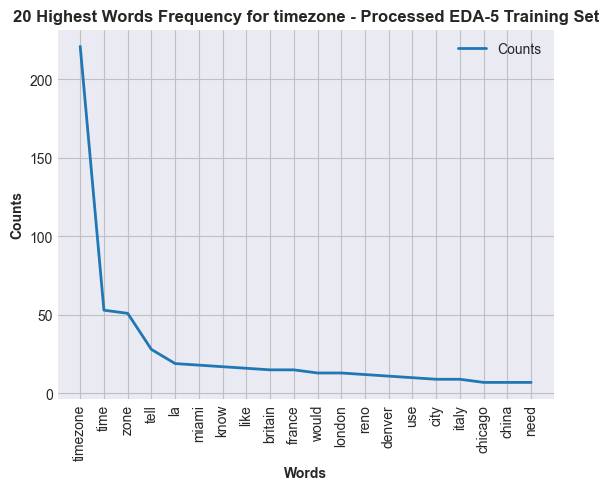 20 Highest Words Frequency for timezone - Processed EDA-5 Training Set
Counts
200
150
100
50
0
Counts
timezone
time
zone
tell
la
miami
know
like
britain
france
would
london
reno
denver
use
city
italy
chicago
china
need
Words